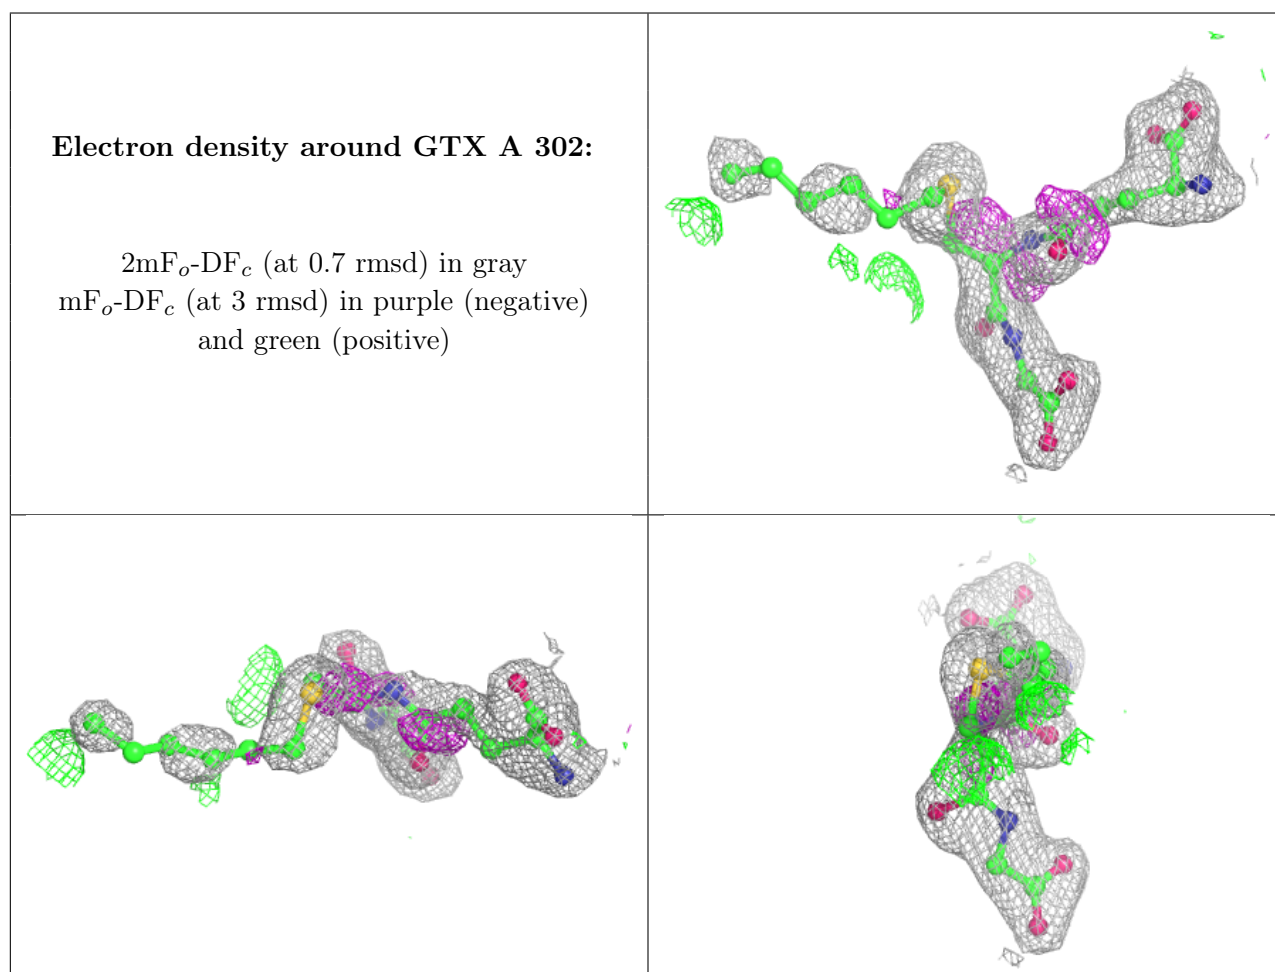 Electron density around GTX A 302:
2mFo-DFc (at 0.7 rmsd) in gray
mFo-DFc (at 3 rmsd) in purple (negative)
and green (positive)